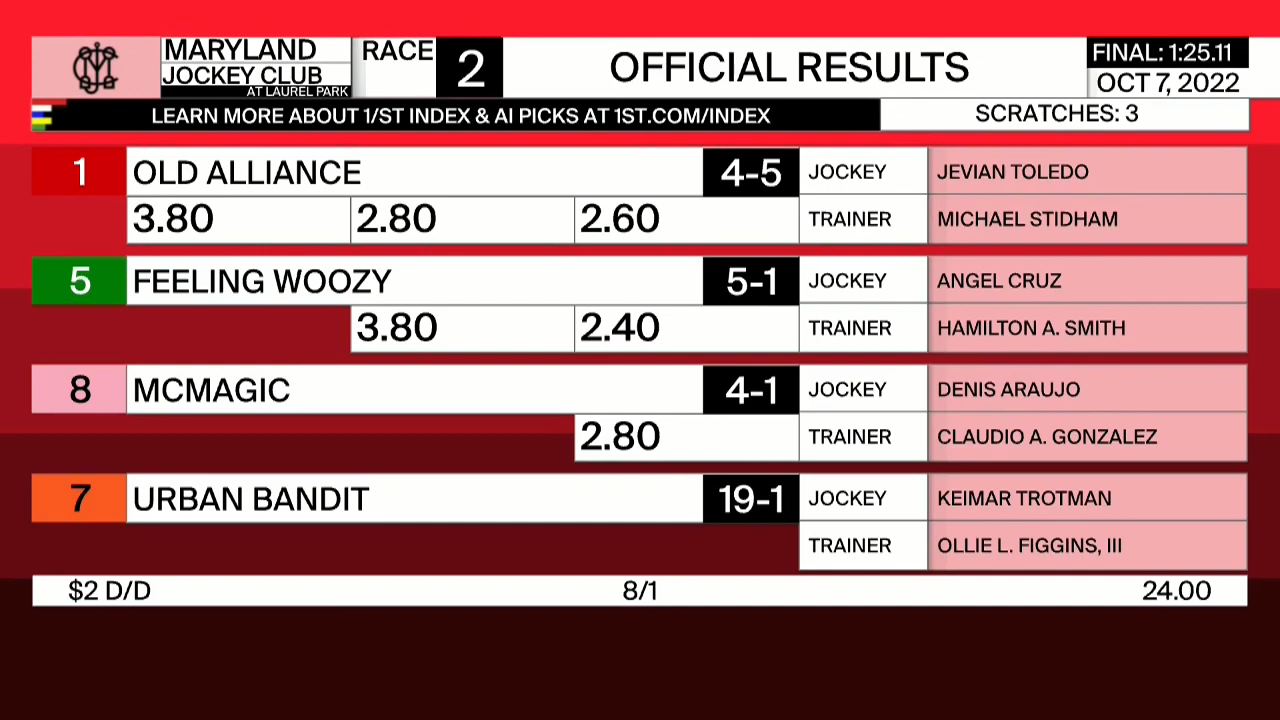 MARYLAND
JOCKEY CLUB
AT LAUREL PARK
RACE 2
OFFICIAL RESULTS
FINAL: 1:25.11
OCT 7, 2022
LEARN MORE ABOUT 1/ST INDEX & AI PICKS AT 1ST.COM/INDEX
SCRATCHES: 3
1 OLD ALLIANCE 4-5 JOCKEY JEVIAN TOLEDO
3.80 2.80 2.60 TRAINER MICHAEL STIDHAM
5 FEELING WOOZY 5-1 JOCKEY ANGEL CRUZ
3.80 2.40 TRAINER HAMILTON A. SMITH
8 MCMAGIC 4-1 JOCKEY DENIS ARAUJO
2.80 TRAINER CLAUDIO A. GONZALEZ
7 URBAN BANDIT 19-1 JOCKEY KEIMAR TROTMAN
TRAINER OLLIE L. FIGGINS, III
$2 D/D 8/1 24.00